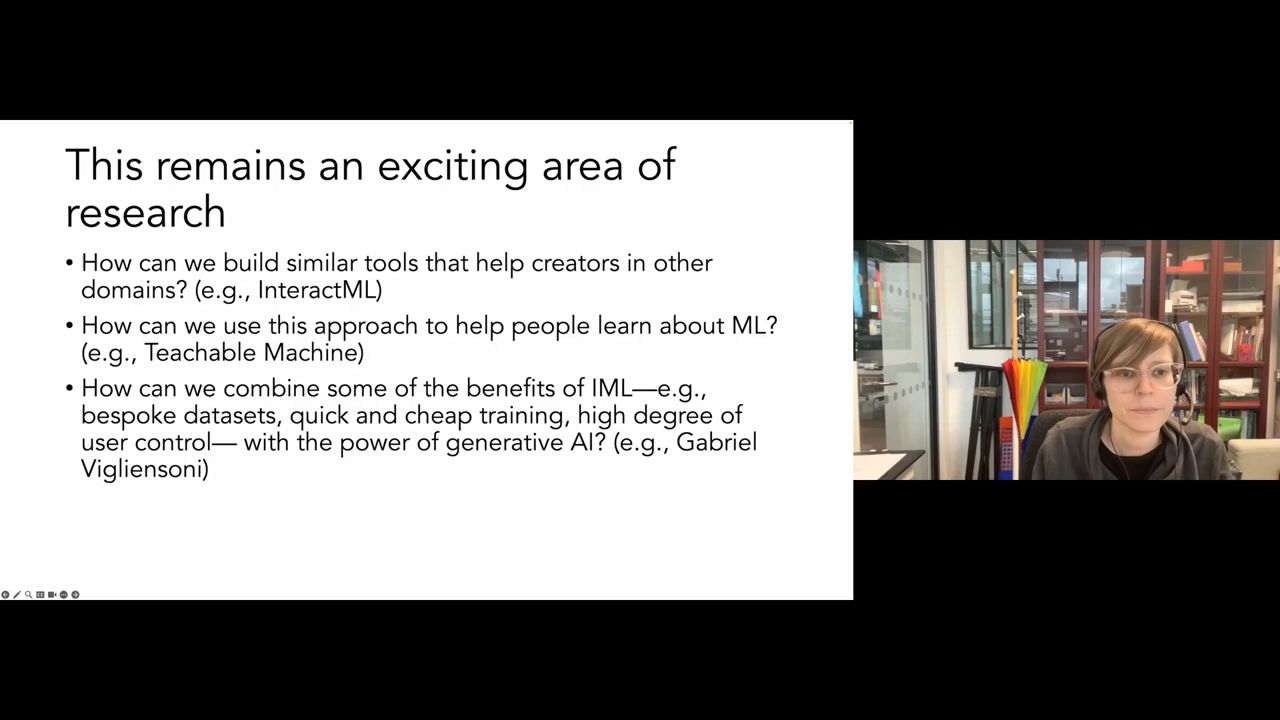 This remains an exciting area of
research
• How can we build similar tools that help creators in other
domains? (e.g., InteractML)
• How can we use this approach to help people learn about ML?
(e.g., Teachable Machine)
• How can we combine some of the benefits of IML—e.g.,
bespoke datasets, quick and cheap training, high degree of
user control— with the power of generative AI? (e.g., Gabriel
Vigliensoni)